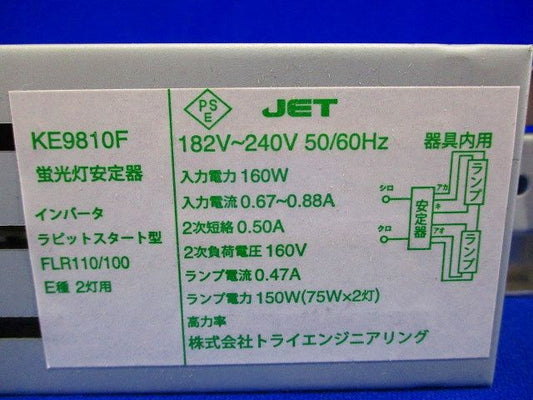 KE9810F
蛍光灯安定器
インバータ
ラピットスタート型
FLR110/100
E種 2灯用
PS
E
JET
182V~240V 50/60Hz
入力電力 160W
入力電流 0.67~0.88A
2次短絡 0.50A
2次負荷電圧 160V
ランプ電流 0.47A
ランプ電力 150W(75W×2灯)
高力率
株式会社トライエンジニアリング
器具内用
シロ
クロ
安定器
アカ
キ
アオ
ランプ
ランプ